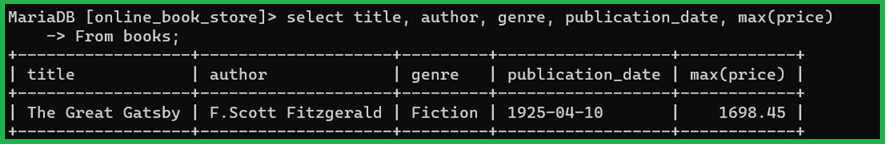 MariaDB [online_book_store]> select title, author, genre, publication_date, max(price)
    -> From books;
+------------------+--------------------+---------+------------------+------------+
| title            | author             | genre   | publication_date | max(price) |
+------------------+--------------------+---------+------------------+------------+
| The Great Gatsby | F.Scott Fitzgerald | Fiction | 1925-04-10       |    1698.45 |
+------------------+--------------------+---------+------------------+------------+